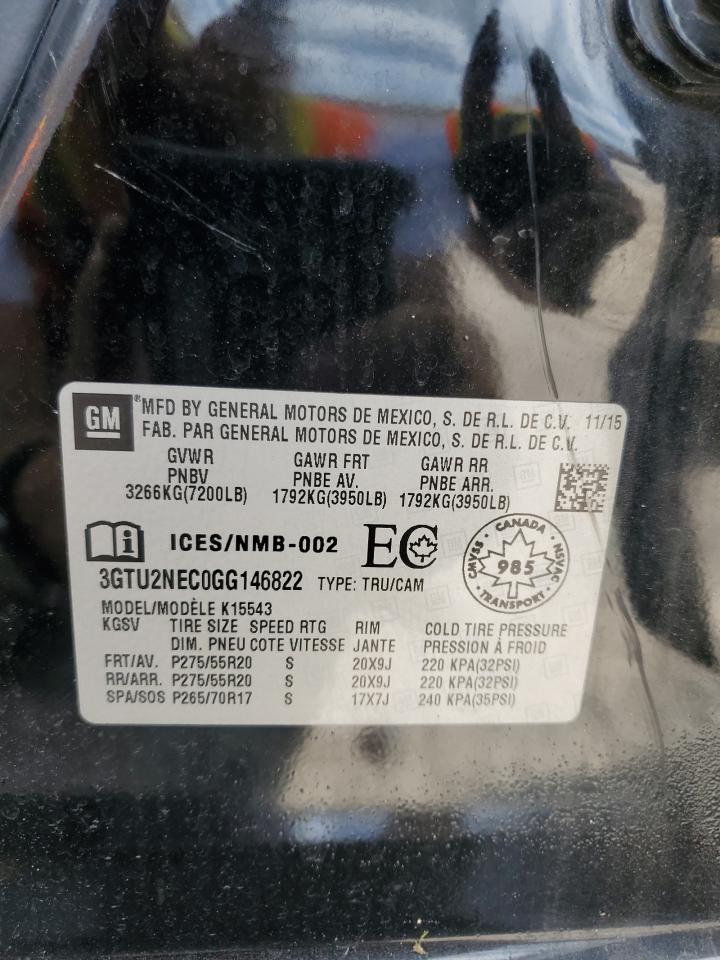 GM ® MFD BY GENERAL MOTORS DE MEXICO, S. DE R.L. DE C.V. 11/15
FAB. PAR GENERAL MOTORS DE MEXICO, S. DE R.L. DE C.V.
GVWR GAWR FRT GAWR RR
PNBV PNBE AV. PNBE ARR.
3266KG(7200LB) 1792KG(3950LB) 1792KG(3950LB)
ICES/NMB-002 EC
CANADA CMVSS NSVAC 985 TRANSPORT
3GTU2NEC0GG146822 TYPE: TRU/CAM
MODEL/MODÈLE K15543
KGSV TIRE SIZE SPEED RTG RIM COLD TIRE PRESSURE
DIM. PNEU COTE VITESSE JANTE PRESSION À FROID
FRT/AV. P275/55R20 S 20X9J 220 KPA(32PSI)
RR/ARR. P275/55R20 S 20X9J 220 KPA(32PSI)
SPA/SOS P265/70R17 S 17X7J 240 KPA(35PSI)